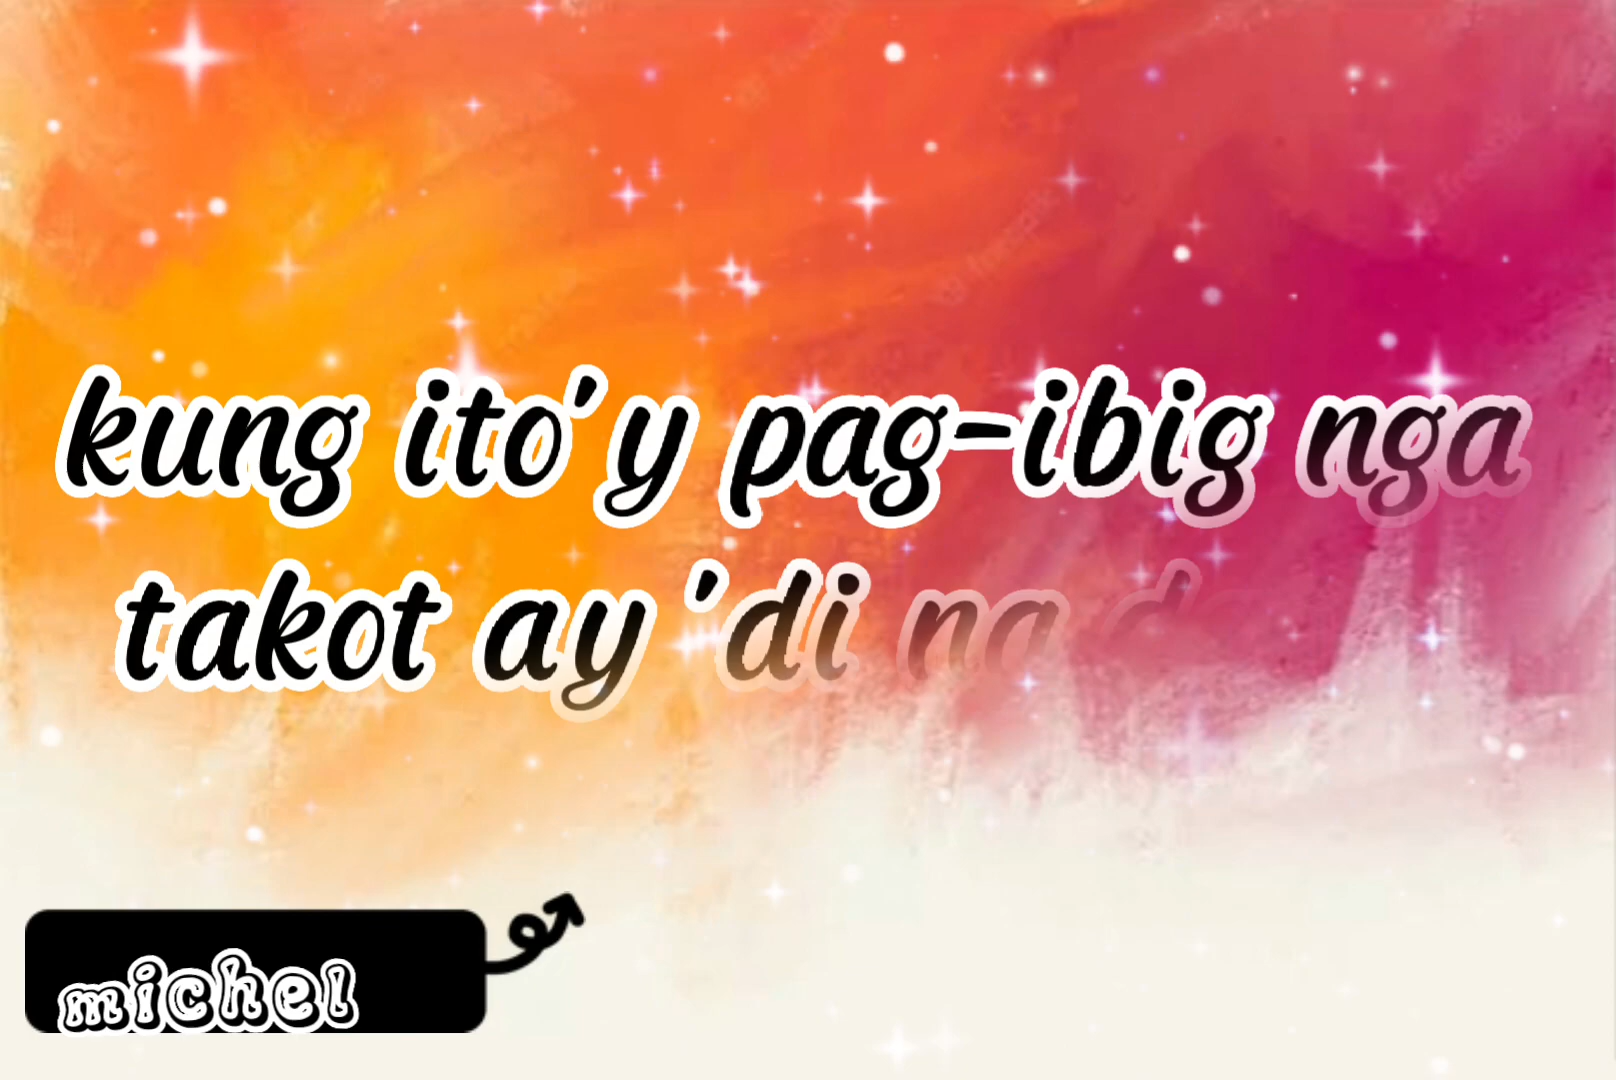 kung ito'y pag-ibig nga
takot ay 'di na
michel